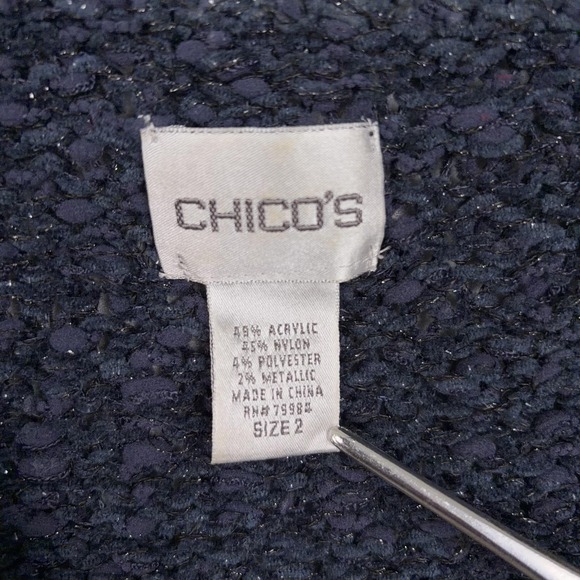 CHICO'S
49% ACRYLIC
45% NYLON
4% POLYESTER
2% METALLIC
MADE IN CHINA
RN# 79984
SIZE 2